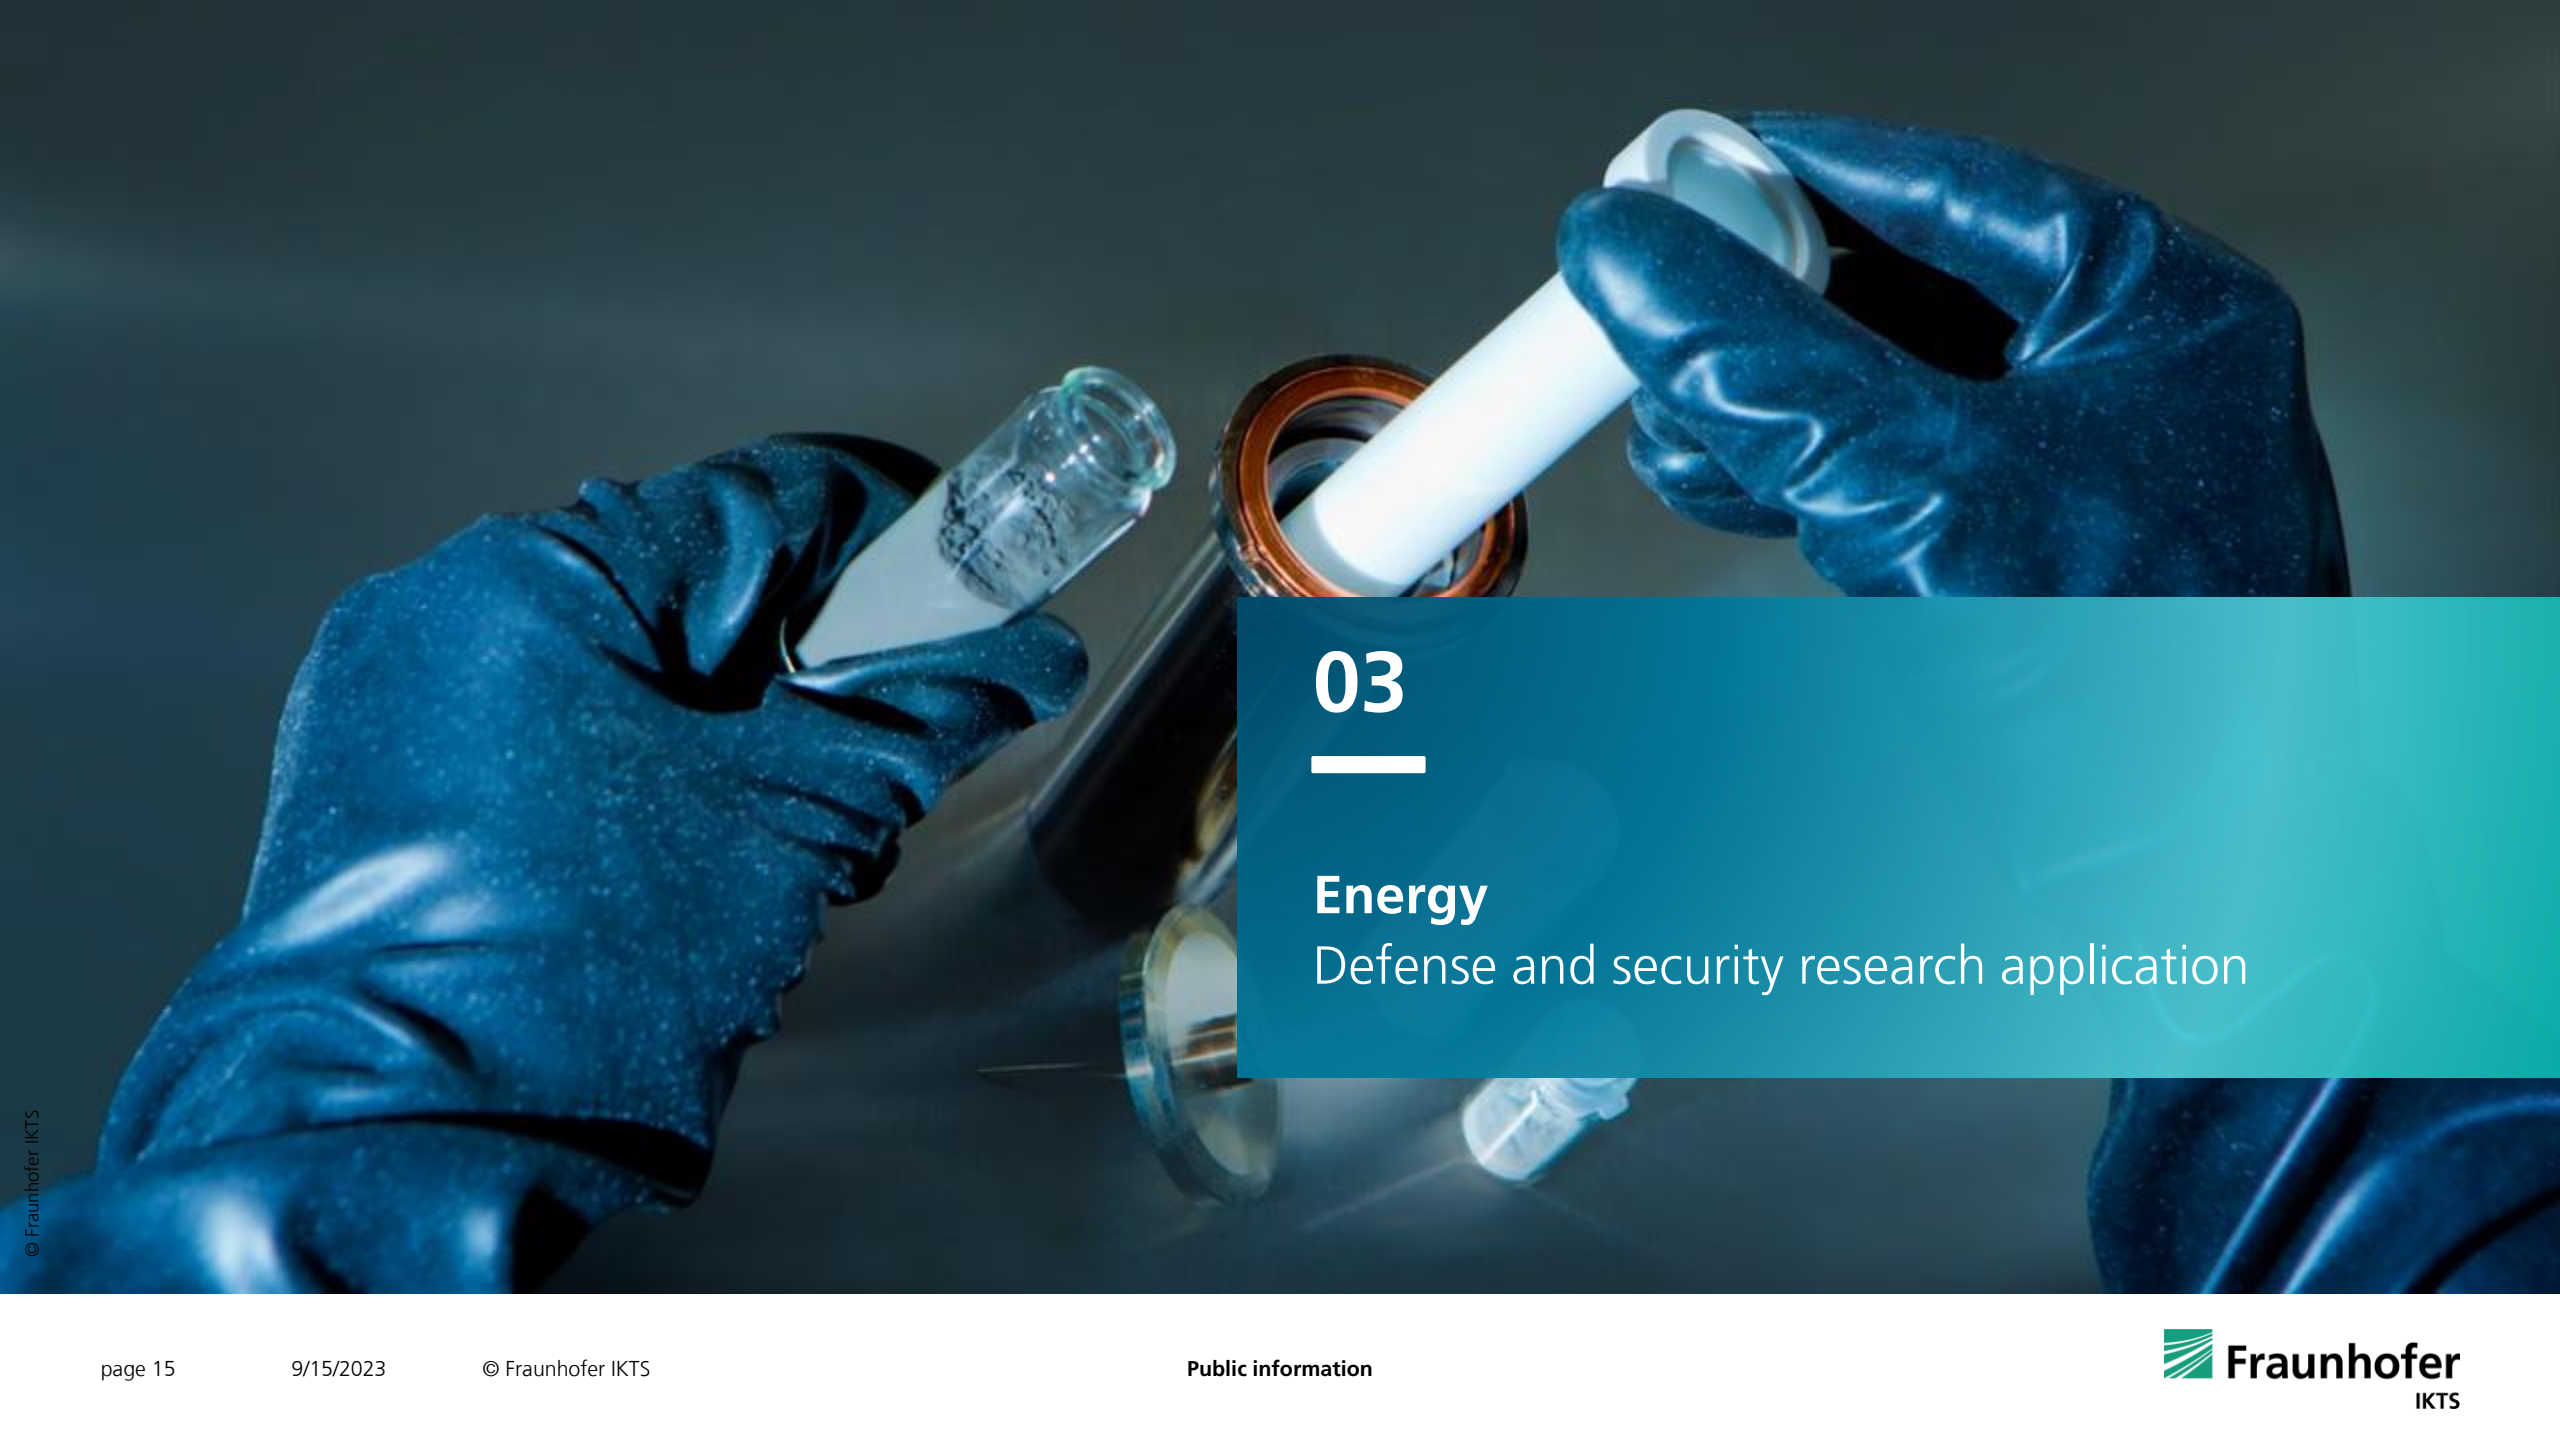 03
Energy
Defense and security research application
© Fraunhofer IKTS
page 15
9/15/2023
© Fraunhofer IKTS
Public information
Fraunhofer
IKTS